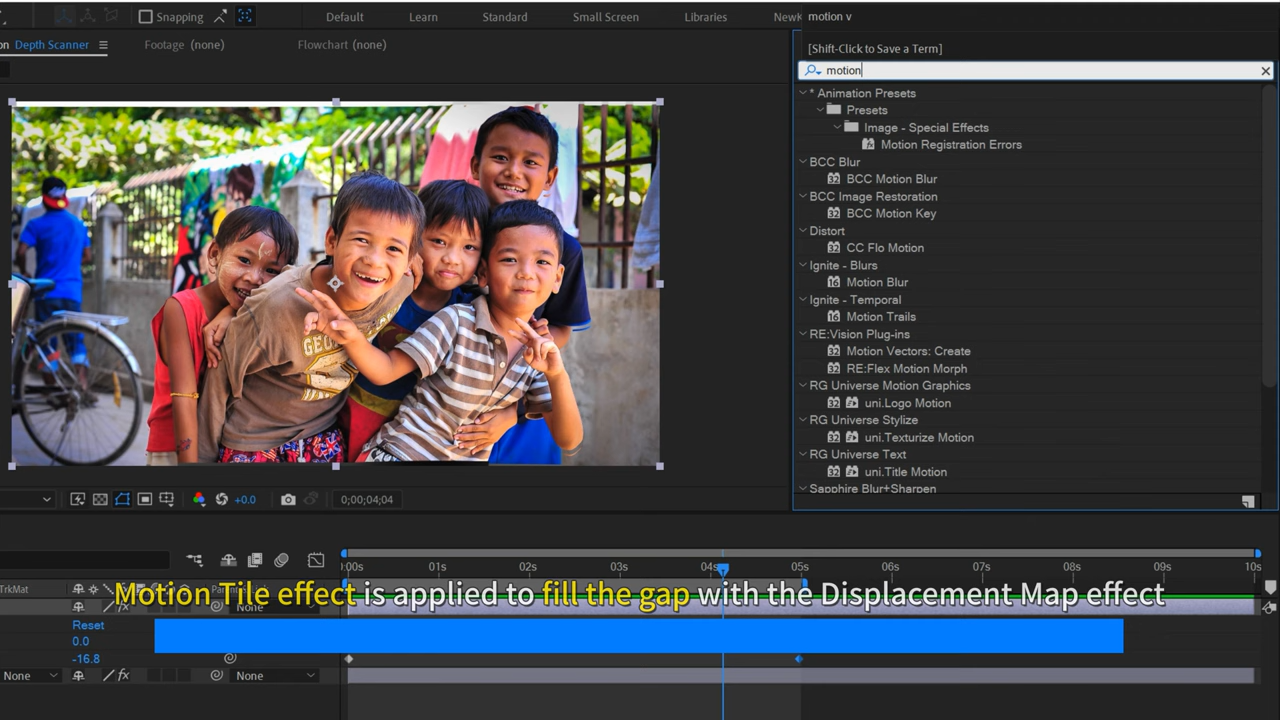 Snapping
Default
Learn
Standard
Small Screen
Libraries
motion v
Depth Scanner
Footage (none)
Flowchart (none)
[Shift-Click to Save a Term]
motion
* Animation Presets
Presets
Image - Special Effects
Motion Registration Errors
BCC Blur
BCC Motion Blur
BCC Image Restoration
BCC Motion Key
Distort
CC Flo Motion
Ignite - Blurs
Motion Blur
Ignite - Temporal
Motion Trails
RE:Vision Plug-ins
Motion Vectors: Create
RE:Flex Motion Morph
RG Universe Motion Graphics
uni.Logo Motion
RG Universe Stylize
uni.Texturize Motion
RG Universe Text
uni.Title Motion
Sapphire Blur+Sharpen
GEO
+0.0
0;00;04;04
:00s 01s 02s 03s 04s 05s 06s 07s 08s 09s 10s
TrkMat
Motion Tile effect is applied to fill the gap with the Displacement Map effect
None
Reset
0.0
-16.8
None
None